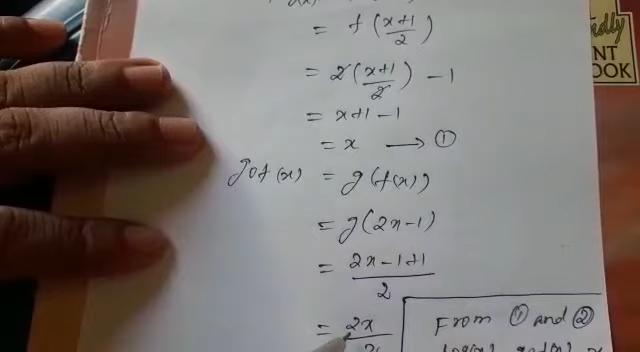 = f(x+1/2)
= 2(x+1/2) - 1
= x+1-1
= x → ①
gof(x) = g(f(x))
= g(2x-1)
= 2x-1+1/2
= 2x/2
From ① and ②
NT
OOK